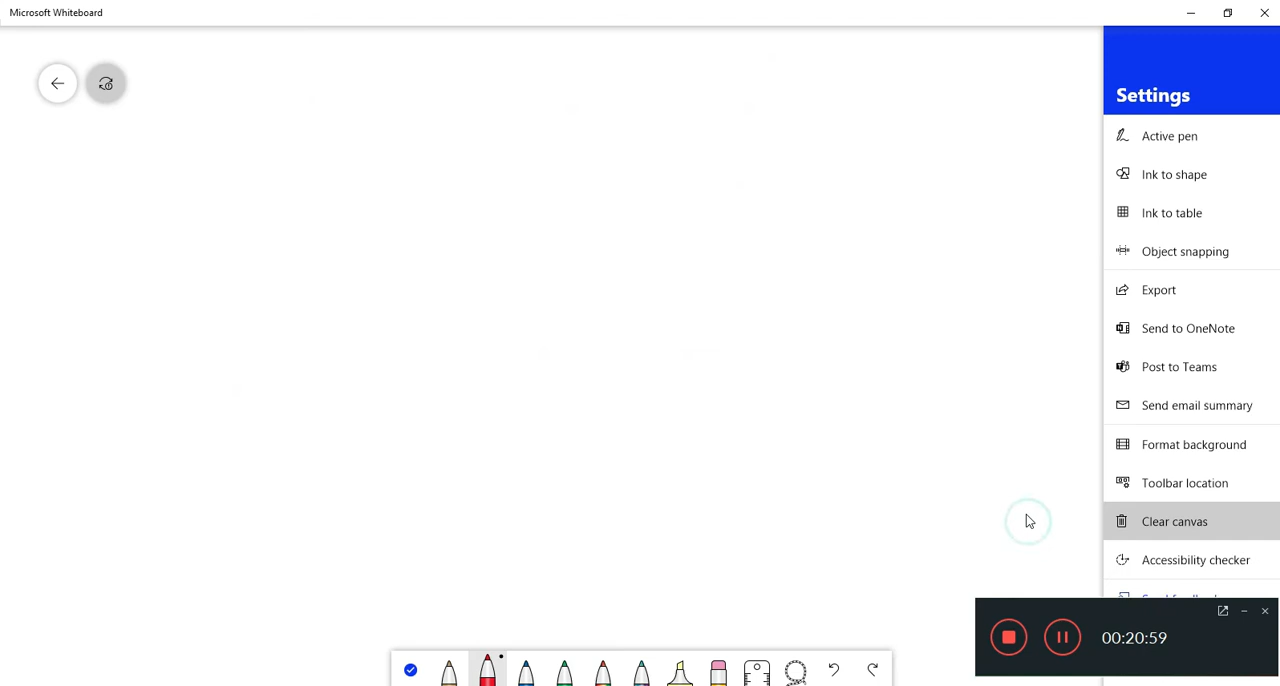 Microsoft Whiteboard
Settings
Active pen
Ink to shape
Ink to table
Object snapping
Export
Send to OneNote
Post to Teams
Send email summary
Format background
Toolbar location
Clear canvas
Accessibility checker
00:20:59